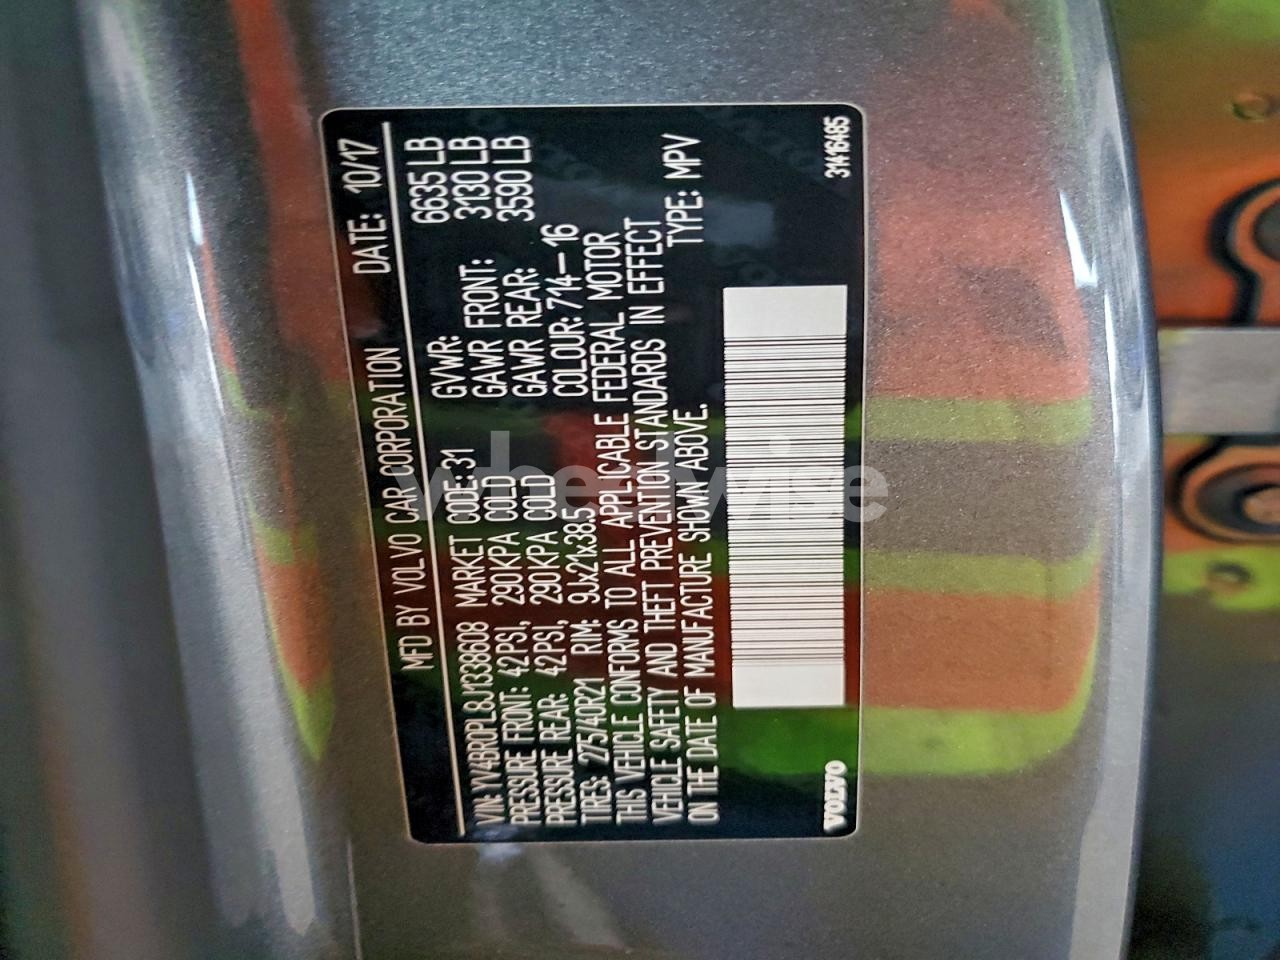 MFD BY VOLVO CAR CORPORATION DATE: 10/17
VIN: YV4BR0PL8J1338608 MARKET CODE: 31 GVWR: 6635 LB
PRESSURE FRONT: 42PSI, 290KPA COLD GAWR FRONT: 3130 LB
PRESSURE REAR: 42PSI, 290KPA COLD GAWR REAR: 3590 LB
TIRES: 275/40R21 RIM: 9Jx21x38.5 COLOUR: 714-16
THIS VEHICLE CONFORMS TO ALL APPLICABLE FEDERAL MOTOR
VEHICLE SAFETY AND THEFT PREVENTION STANDARDS IN EFFECT
ON THE DATE OF MANUFACTURE SHOWN ABOVE. TYPE: MPV
VOLVO 31416485
wheelwise